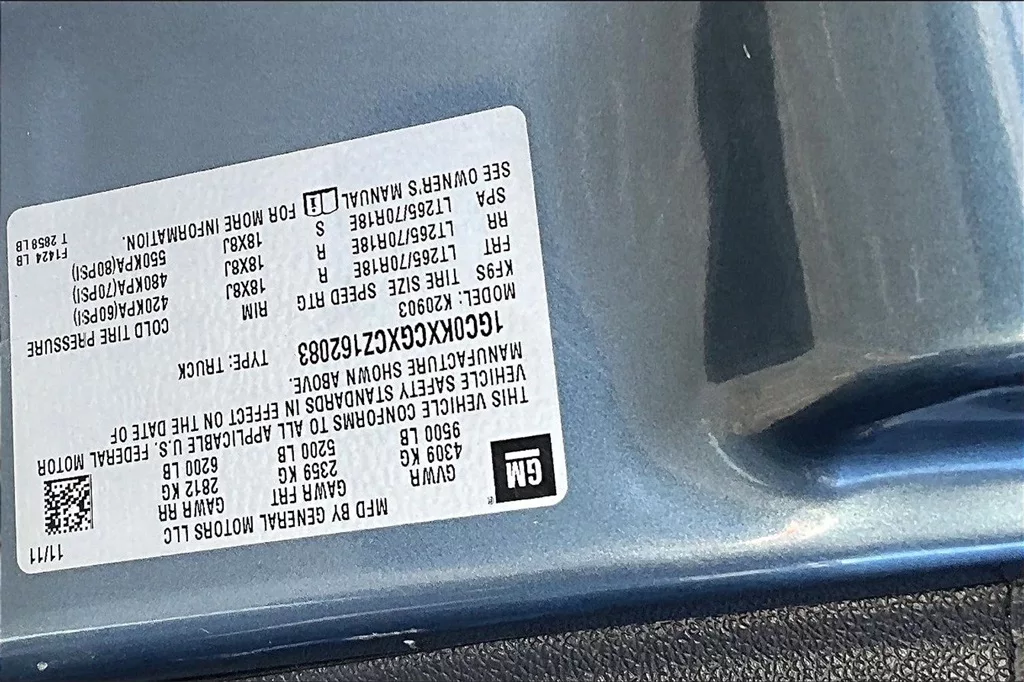 MFD BY GENERAL MOTORS LLC 11/11
GM
GVWR GAWR FRT GAWR RR
4309 KG 2359 KG 2812 KG
9500 LB 5200 LB 6200 LB
THIS VEHICLE CONFORMS TO ALL APPLICABLE U.S. FEDERAL MOTOR
VEHICLE SAFETY STANDARDS IN EFFECT ON THE DATE OF
MANUFACTURE SHOWN ABOVE.
1GC0KXCGXCZ162083 TYPE: TRUCK
MODEL: K20903
KF9S TIRE SIZE SPEED RTG RIM COLD TIRE PRESSURE
FRT LT265/70R18E R 18X8J 420KPA(60PSI)
RR LT265/70R18E R 18X8J 480KPA(70PSI)
SPA LT265/70R18E S 18X8J 550KPA(80PSI)
SEE OWNER'S MANUAL FOR MORE INFORMATION.
F1424 LB
T 2858 LB